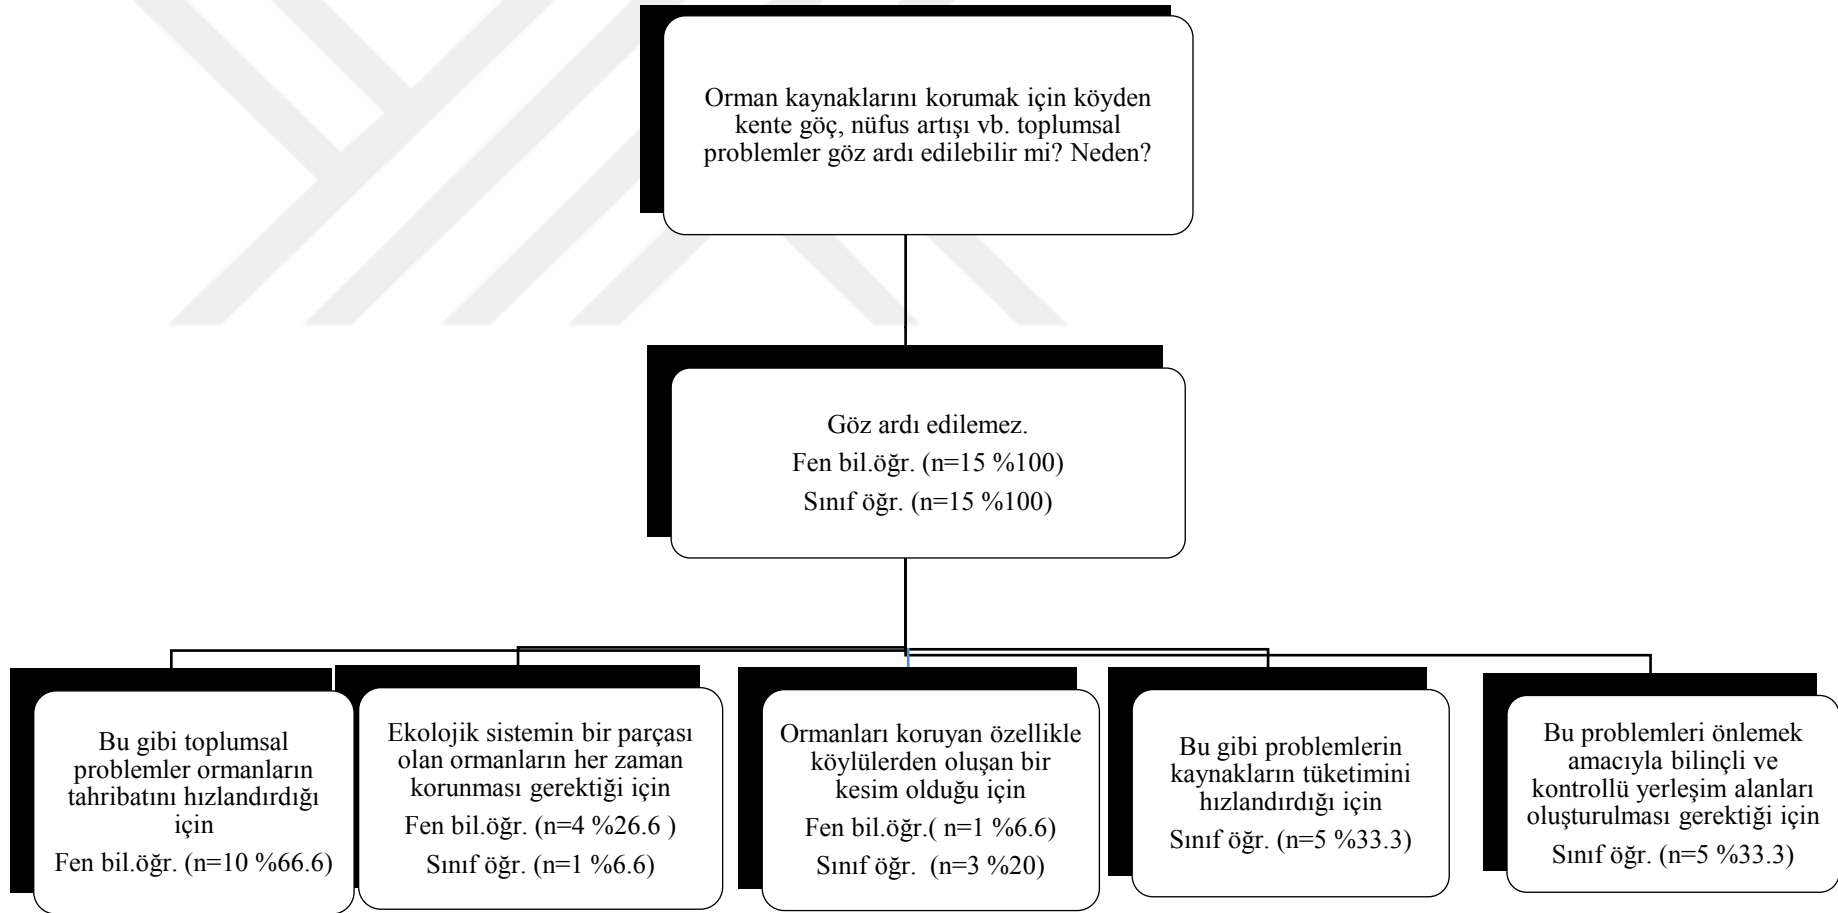 Orman kaynaklarını korumak için köyden
kente göç, nüfus artışı vb. toplumsal
problemler göz ardı edilebilir mi? Neden?
Göz ardı edilemez.
Fen bil.öğr. (n=15 %100)
Sınıf öğr. (n=15 %100)
Bu gibi toplumsal
problemler ormanların
tahribatını hızlandırdığı
için
Fen bil.öğr. (n=10 %66.6)
Ekolojik sistemin bir parçası
olan ormanların her zaman
korunması gerektiği için
Fen bil.öğr. (n=4 %26.6 )
Sınıf öğr. (n=1 %6.6)
Ormanları koruyan özellikle
köylülerden oluşan bir
kesim olduğu için
Fen bil.öğr.( n=1 %6.6)
Sınıf öğr.  (n=3 %20)
Bu gibi problemlerin
kaynakların tüketimini
hızlandırdığı için
Sınıf öğr. (n=5 %33.3)
Bu problemleri önlemek
amacıyla bilinçli ve
kontrollü yerleşim alanları
oluşturulması gerektiği için
Sınıf öğr. (n=5 %33.3)